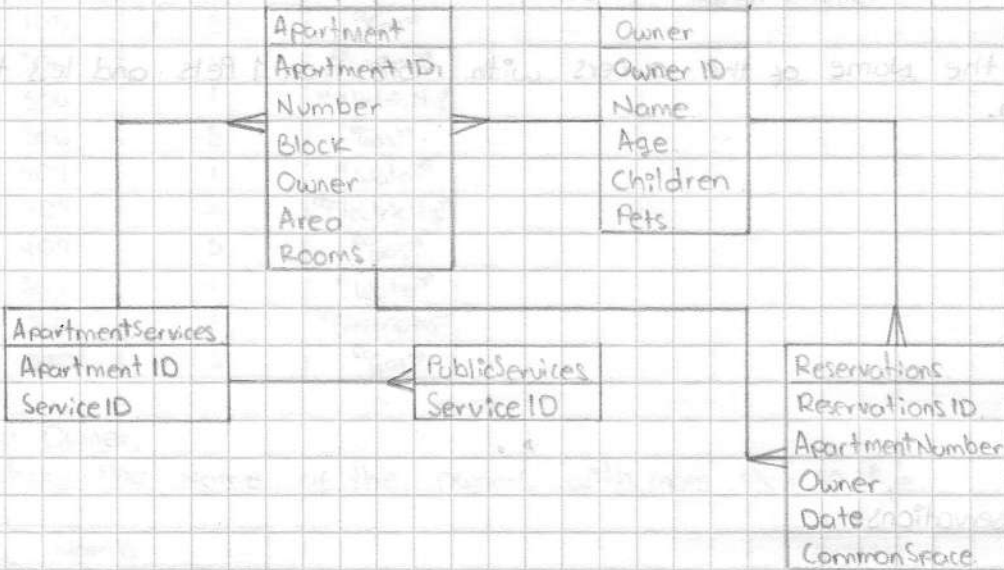 Apartment
Apartment ID
Number
Block
Owner
Area
Rooms
Owner
Owner ID
Name
Age
Children
Pets
ApartmentServices
Apartment ID
Service ID
PublicServices
Service ID
Reservations
Reservations ID
ApartmentNumber
Owner
Date
CommonSpace